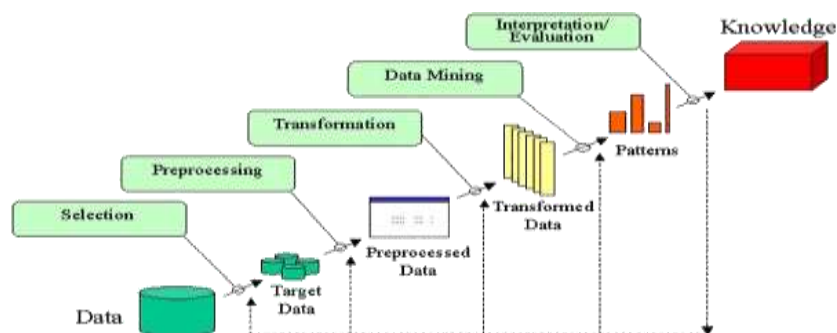 Interpretation/
Evaluation
Knowledge
Data Mining
Transformation
Patterns
Preprocessing
Transformed
Data
Selection
Preprocessed
Data
Target
Data
Data